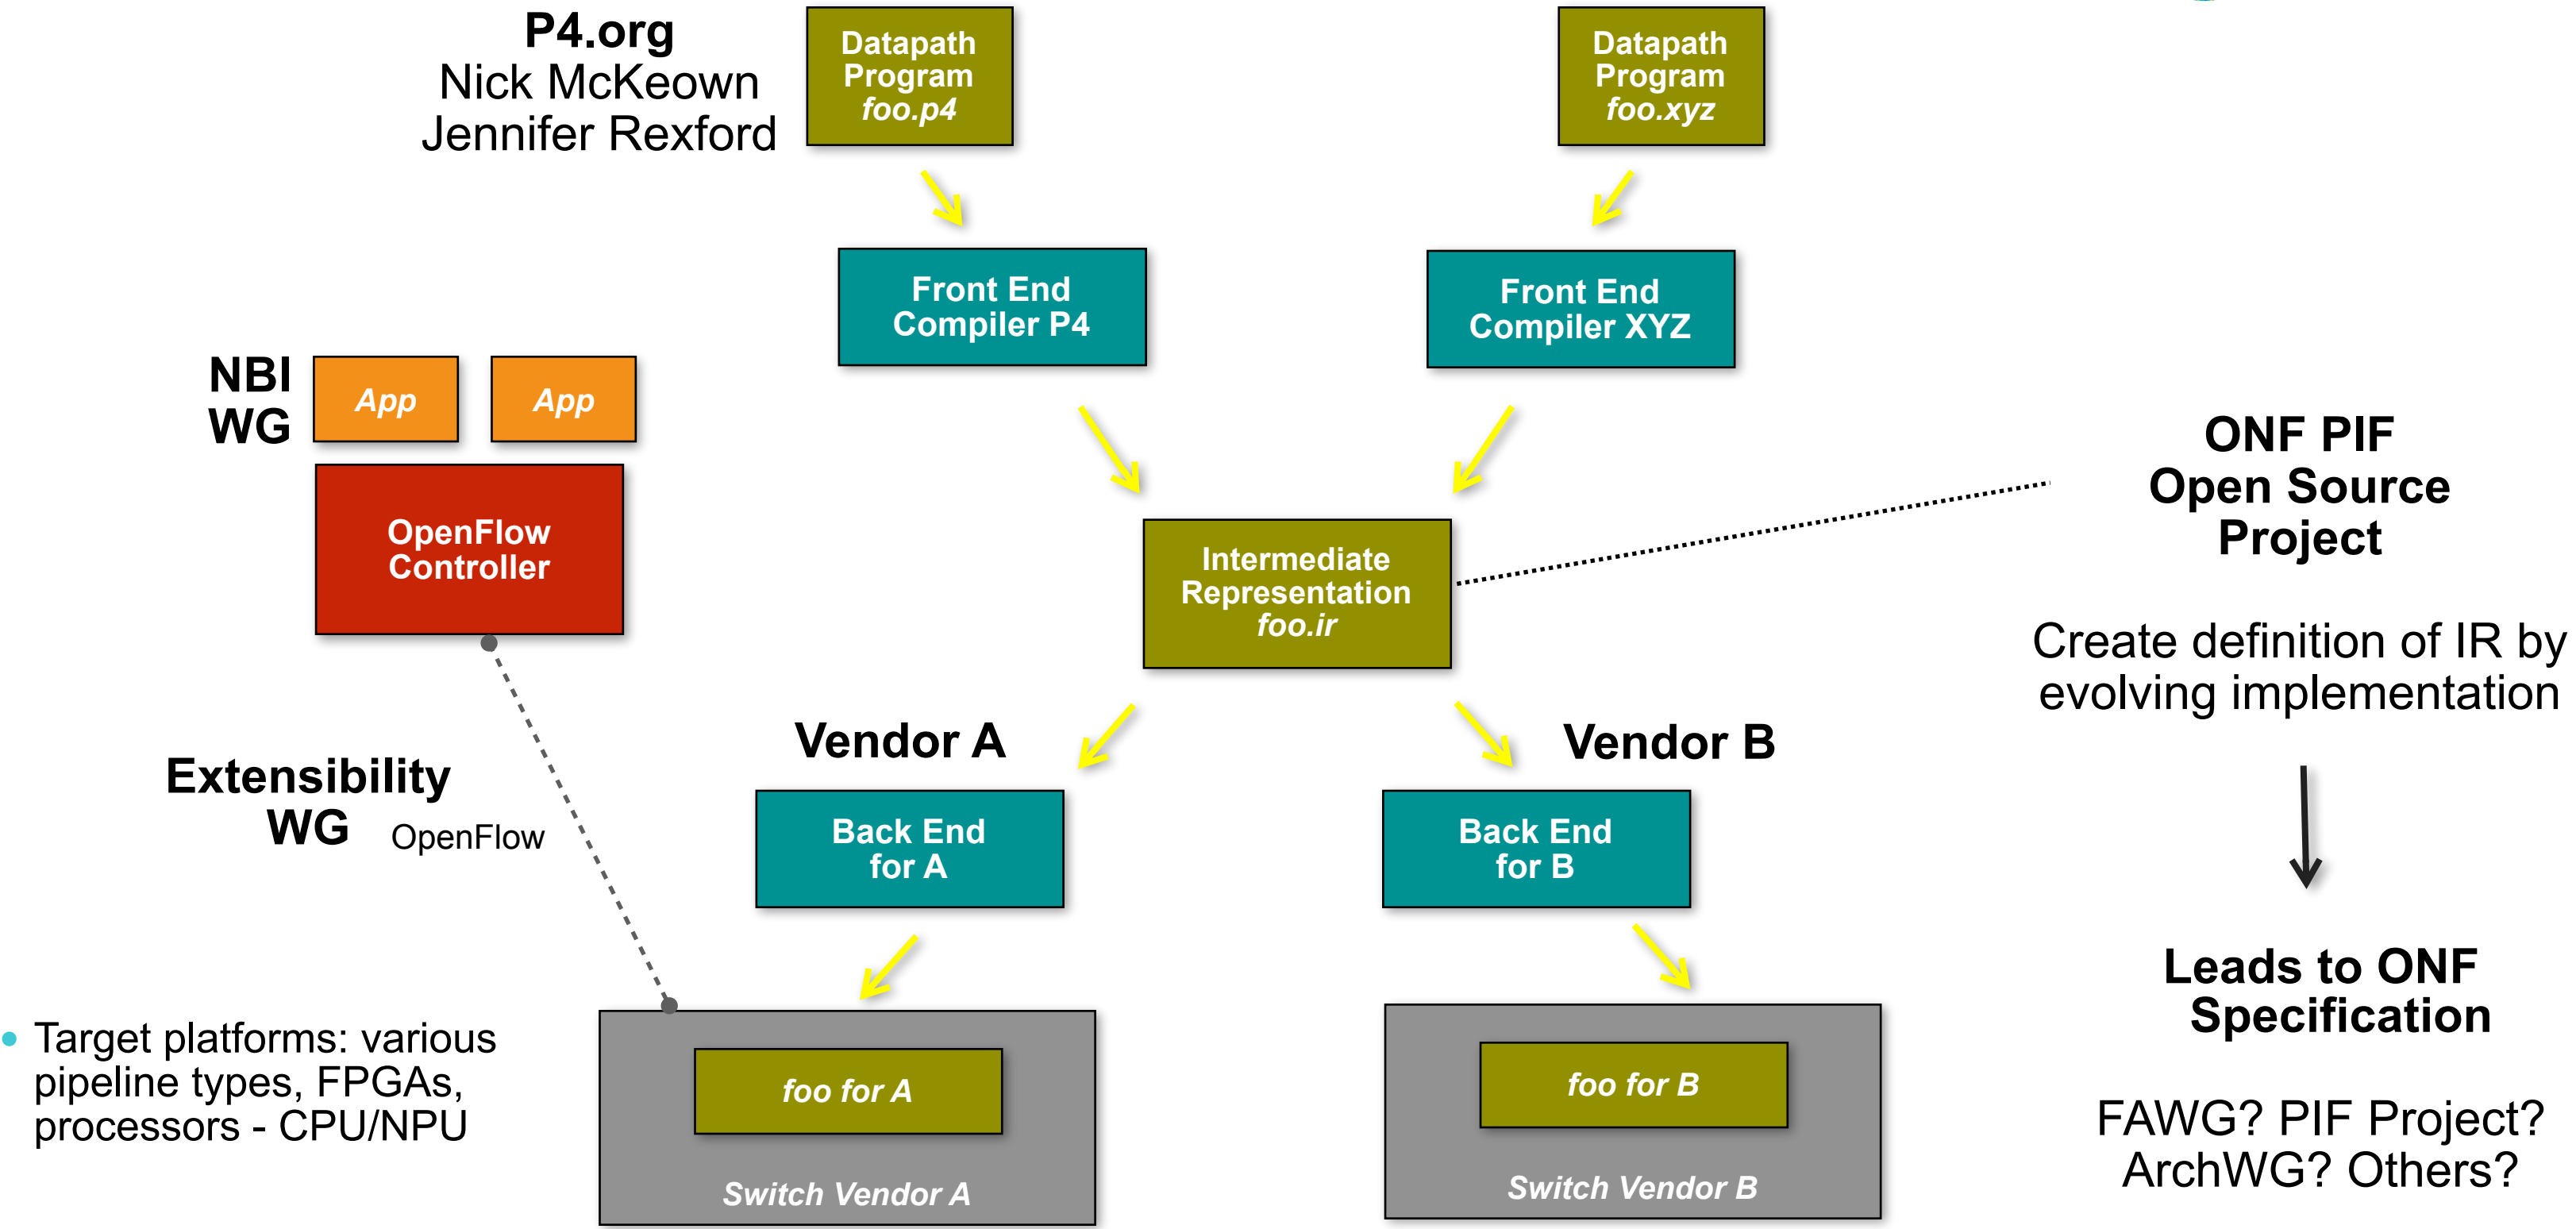 P4.org
Nick McKeown
Jennifer Rexford
Datapath
Program
foo.p4
Datapath
Program
foo.xyz
Front End
Compiler P4
Front End
Compiler XYZ
NBI
WG
App
App
OpenFlow
Controller
Intermediate
Representation
foo.ir
ONF PIF
Open Source
Project
Create definition of IR by
evolving implementation
Vendor A
Vendor B
Extensibility
WG
OpenFlow
Back End
for A
Back End
for B
Leads to ONF
Specification
• Target platforms: various
pipeline types, FPGAs,
processors - CPU/NPU
foo for A
Switch Vendor A
foo for B
Switch Vendor B
FAWG? PIF Project?
ArchWG? Others?